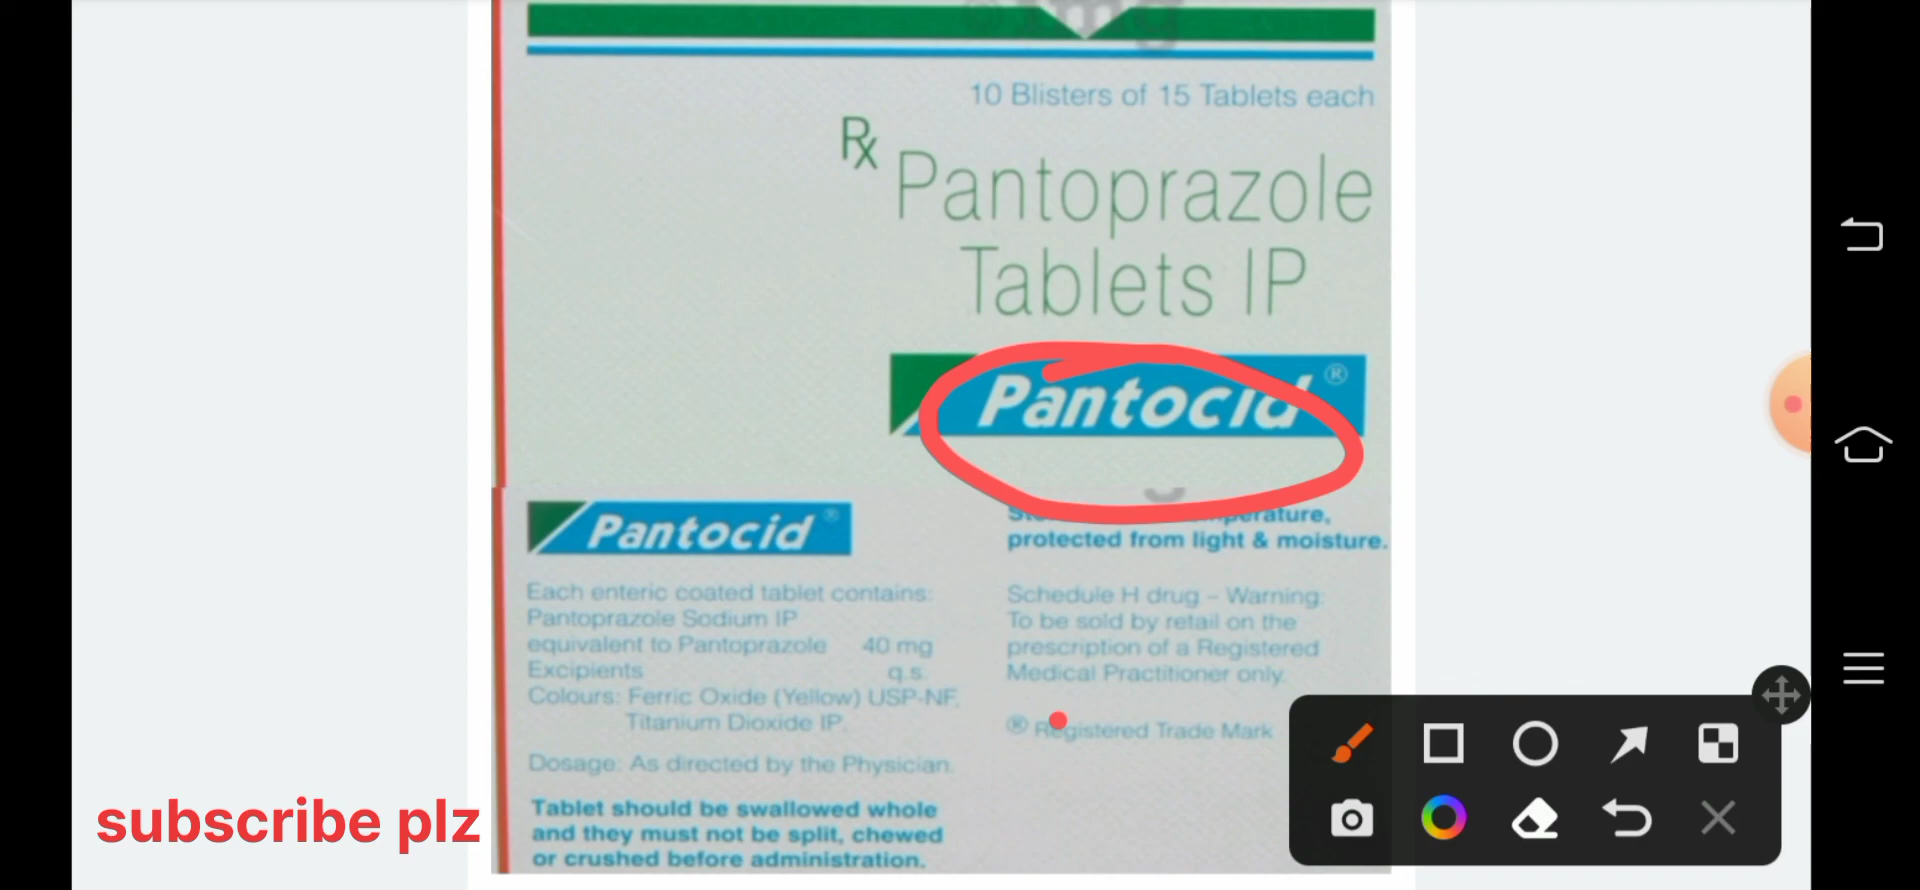 10 Blisters of 15 Tablets each
Rx Pantoprazole
Tablets IP
Pantocid ®
Pantocid ®
Each enteric coated tablet contains:
Pantoprazole Sodium IP
equivalent to Pantoprazole 40 mg
Excipients q.s.
Colours: Ferric Oxide (Yellow) USP-NF,
Titanium Dioxide IP.
Dosage: As directed by the Physician.
Tablet should be swallowed whole
and they must not be split, chewed
or crushed before administration.
protected from light & moisture.
Schedule H drug – Warning:
To be sold by retail on the
prescription of a Registered
Medical Practitioner only.
® Registered Trade Mark
subscribe plz